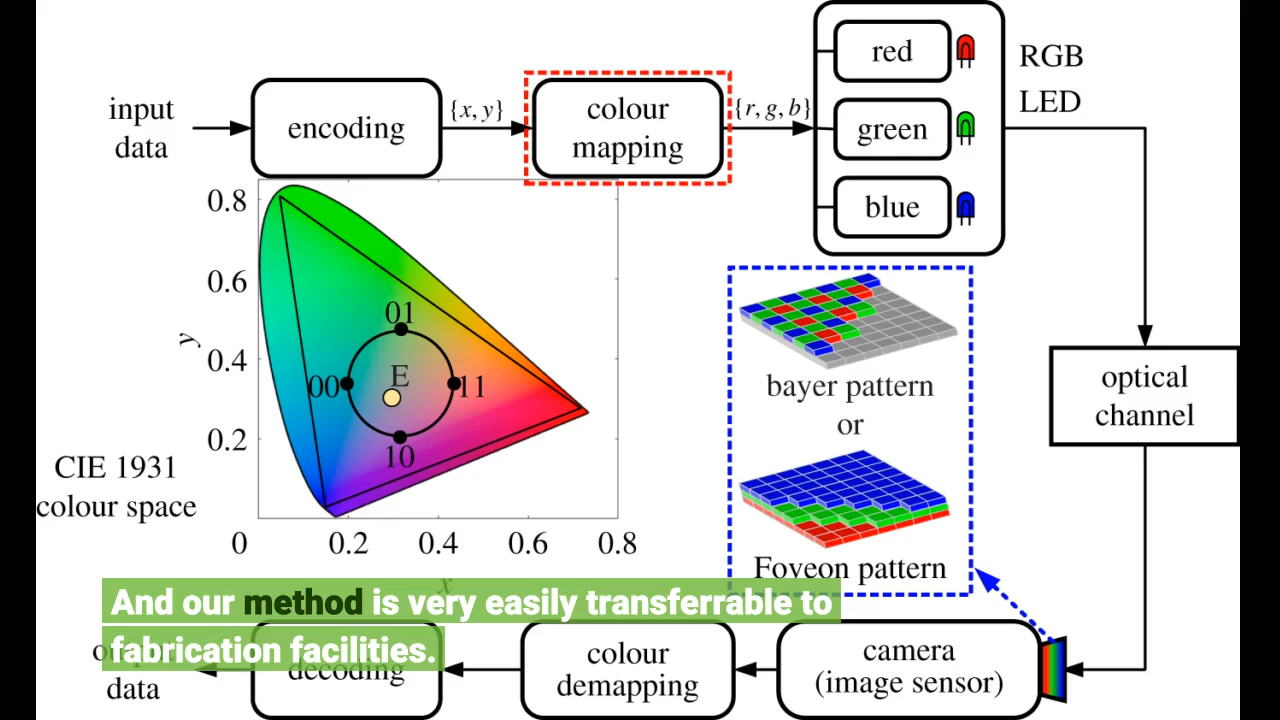 input
data
encoding
{x, y}
colour
mapping
{r, g, b}
red
green
blue
RGB
LED
0.8
0.6
0.4
0.2
y
01
00
E
11
10
CIE 1931
colour space
0
0.2
0.4
0.6
0.8
x
bayer pattern
or
Foveon pattern
optical
channel
And our method is very easily transferrable to
fabrication facilities.
data
decoding
colour
demapping
camera
(image sensor)